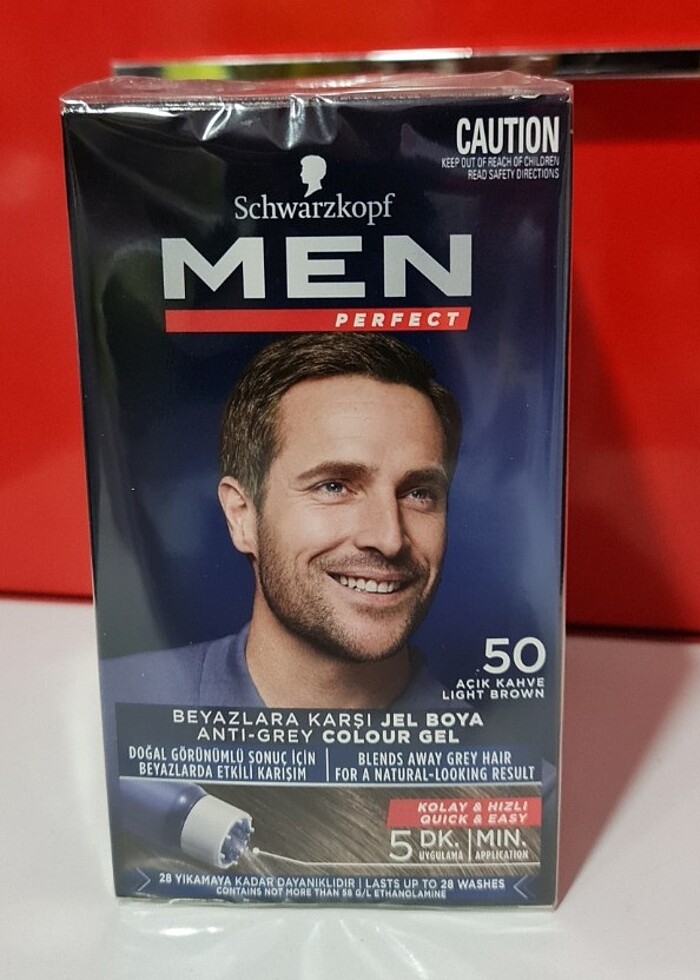 CAUTION
KEEP OUT OF REACH OF CHILDREN
READ SAFETY DIRECTIONS
Schwarzkopf
MEN
PERFECT
50
AÇIK KAHVE
LIGHT BROWN
BEYAZLARA KARŞI JEL BOYA
ANTI-GREY COLOUR GEL
DOĞAL GÖRÜNÜMLÜ SONUÇ İÇİN
BEYAZLARDA ETKİLİ KARIŞIM
BLENDS AWAY GREY HAIR
FOR A NATURAL-LOOKING RESULT
KOLAY & HIZLI
QUICK & EASY
5 DK. | MIN.
UYGULAMA APPLICATION
28 YIKAMAYA KADAR DAYANIKLIDIR | LASTS UP TO 28 WASHES
CONTAINS NOT MORE THAN 58 G/L ETHANOLAMINE